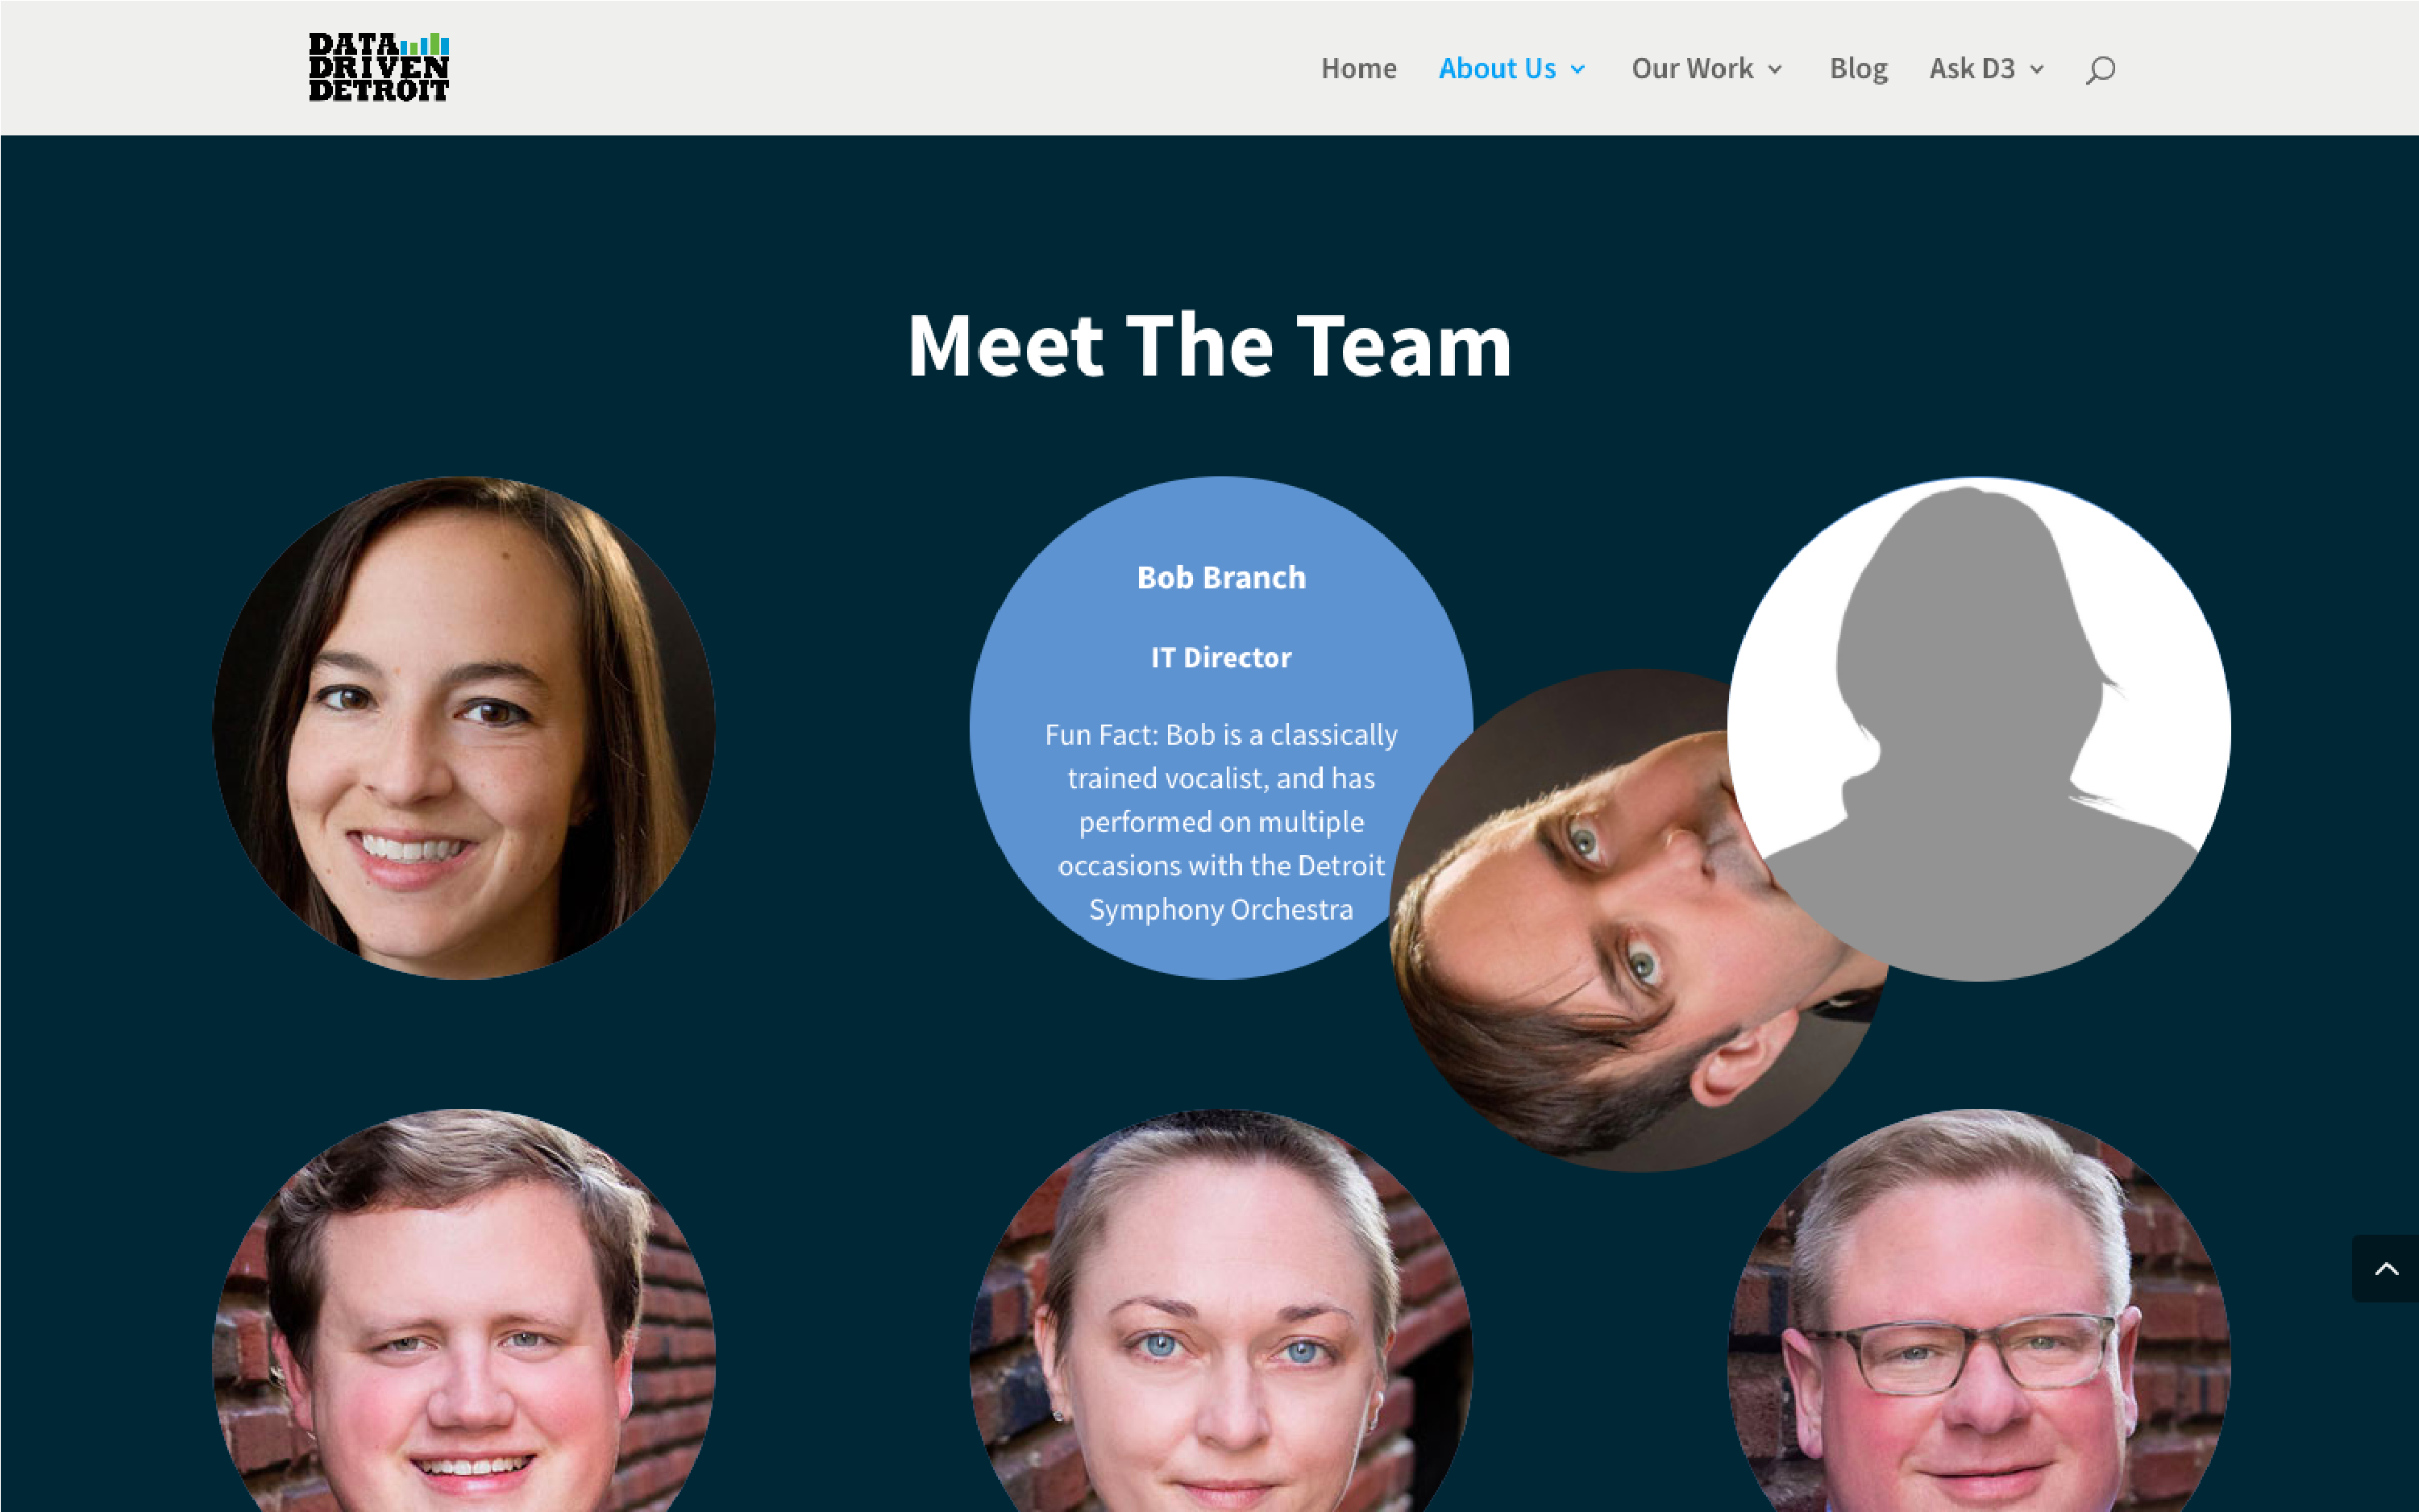 DATA
DRIVEN
DETROIT
Home About Us Our Work Blog Ask D3
Meet The Team
Bob Branch
IT Director
Fun Fact: Bob is a classically
trained vocalist, and has
performed on multiple
occasions with the Detroit
Symphony Orchestra